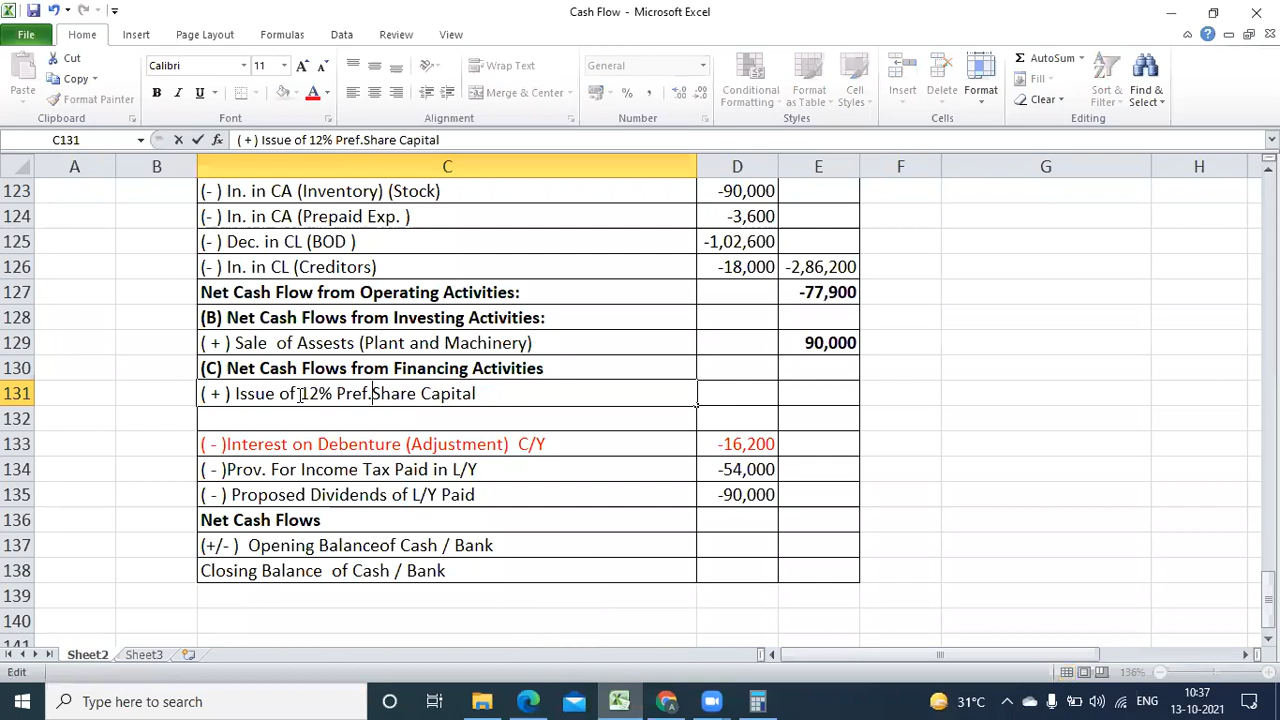 Cash Flow - Microsoft Excel
File Home Insert Page Layout Formulas Data Review View
Paste Cut Copy Format Painter Clipboard
Calibri 11 B I U Font
Wrap Text Merge & Center Alignment
General % , Number
Conditional Formatting Format as Table Cell Styles Styles
Insert Delete Format Cells
AutoSum Fill Clear Sort & Filter Find & Select Editing
C131 fx ( + ) Issue of 12% Pref.Share Capital
A B C D E F G H
123 (- ) In. in CA (Inventory) (Stock) -90,000
124 (- ) In. in CA (Prepaid Exp. ) -3,600
125 (- ) Dec. in CL (BOD ) -1,02,600
126 (- ) In. in CL (Creditors) -18,000 -2,86,200
127 Net Cash Flow from Operating Activities: -77,900
128 (B) Net Cash Flows from Investing Activities:
129 ( + ) Sale of Assests (Plant and Machinery) 90,000
130 (C) Net Cash Flows from Financing Activities
131 ( + ) Issue of 12% Pref.Share Capital
132
133 ( - )Interest on Debenture (Adjustment) C/Y -16,200
134 ( - )Prov. For Income Tax Paid in L/Y -54,000
135 ( - ) Proposed Dividends of L/Y Paid -90,000
136 Net Cash Flows
137 (+/- ) Opening Balanceof Cash / Bank
138 Closing Balance of Cash / Bank
139
140
141
Sheet2 Sheet3
Edit 136%
Type here to search 31°C ENG 10:37
13-10-2021